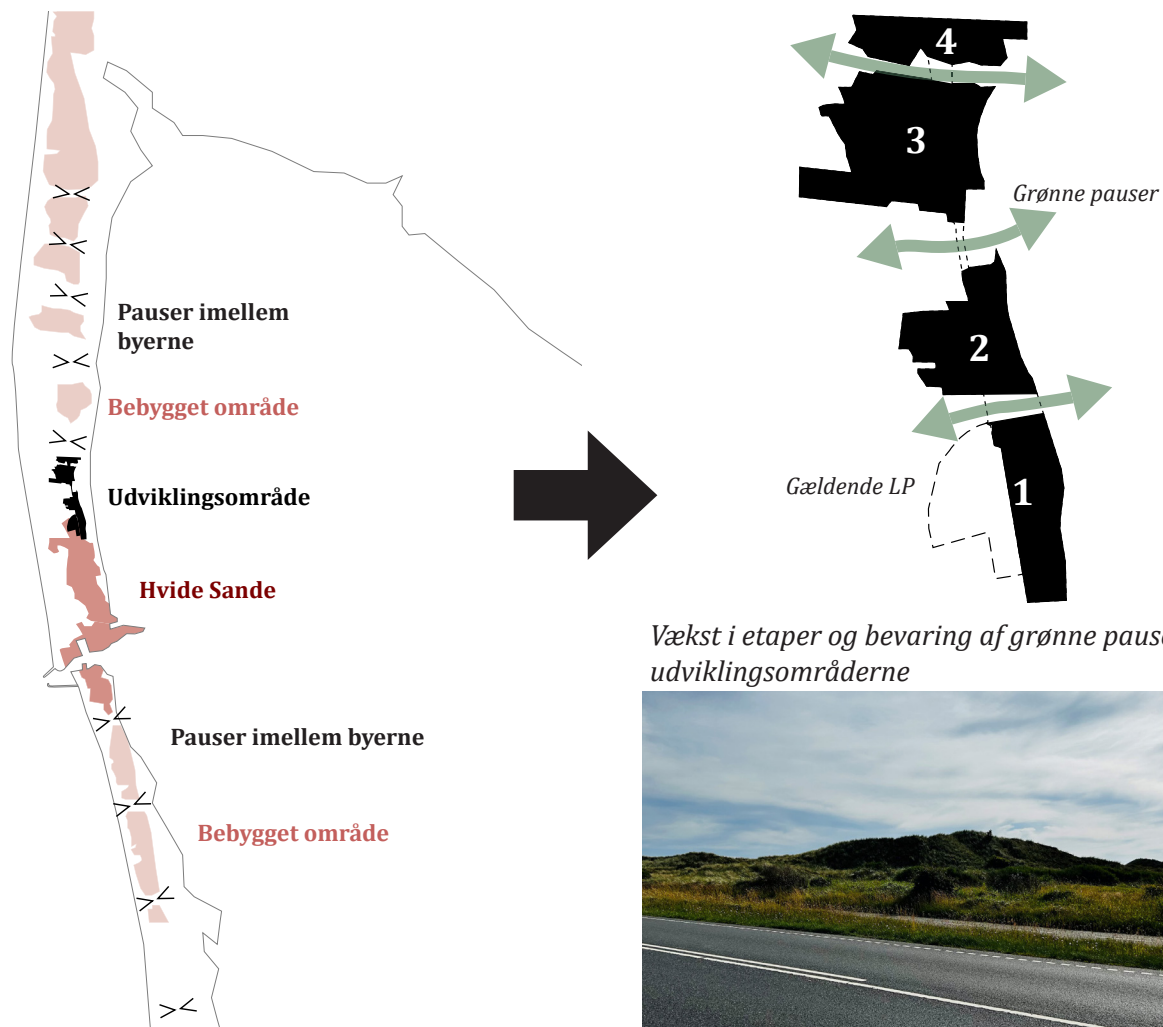 Pauser imellem
byerne
Bebygget område
Udviklingsområde
Hvide Sande
Pauser imellem byerne
Bebygget område
4
3
Grønne pauser
2
Gældende LP
1
Vækst i etaper og bevaring af grønne
udviklingsområderne